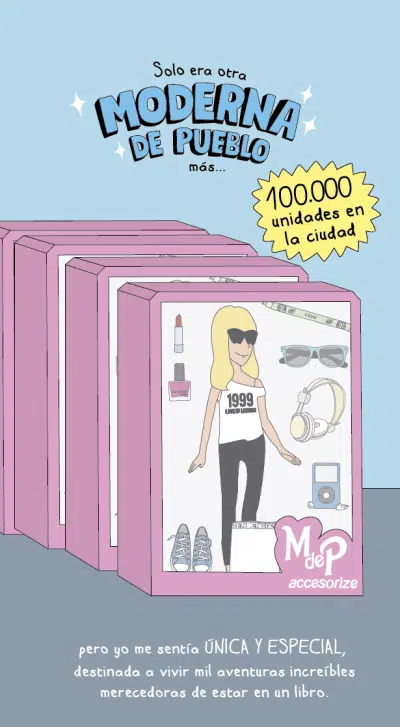 Solo era otra
MODERNA
DE PUEBLO
más...
100.000
unidades en
la ciudad
1999
TENDENCIAS
M de P
accesorize
pero yo me sentía ÚNICA Y ESPECIAL,
destinada a vivir mil aventuras increíbles
merecedoras de estar en un libro.